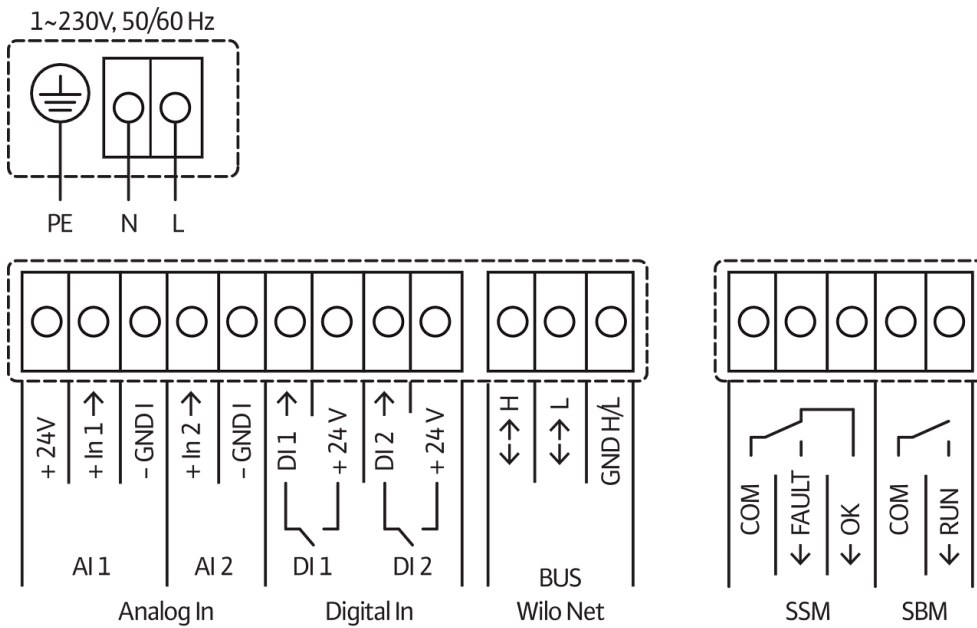 1~230V, 50/60 Hz
PE N L
+ 24V
+ In 1 →
- GND I
+ In 2 →
- GND I
DI 1 →
+ 24 V
DI 2 →
+ 24 V
←→ H
←→ L
GND H/L
COM
← FAULT
← OK
COM
← RUN
AI 1 AI 2 DI 1 DI 2 BUS
Analog In Digital In Wilo Net SSM SBM